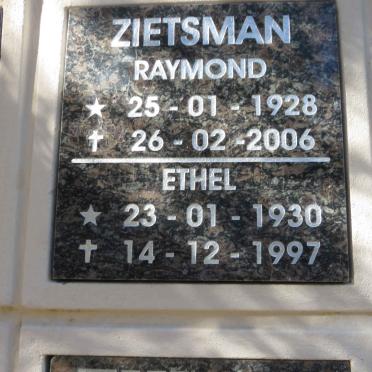 ZIETSMAN
RAYMOND
★ 25 - 01 - 1928
✝ 26 - 02 -2006
ETHEL
★ 23 - 01 - 1930
✝ 14 - 12 - 1997